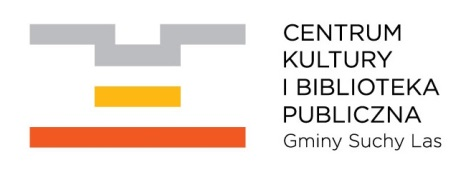 CENTRUM
KULTURY
I BIBLIOTEKA
PUBLICZNA
Gminy Suchy Las